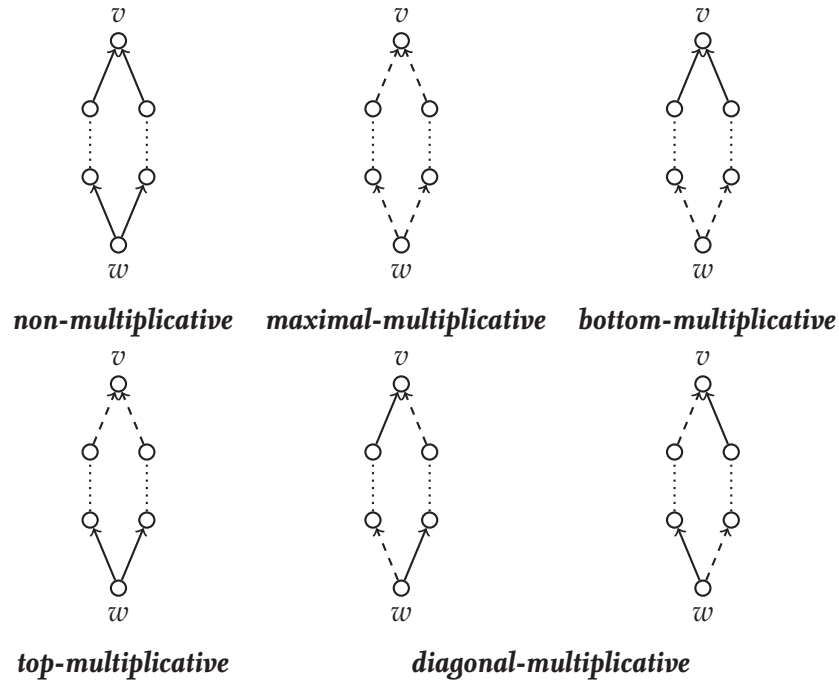 v v v
w w w
non-multiplicative maximal-multiplicative bottom-multiplicative
v v v
w w w
top-multiplicative diagonal-multiplicative